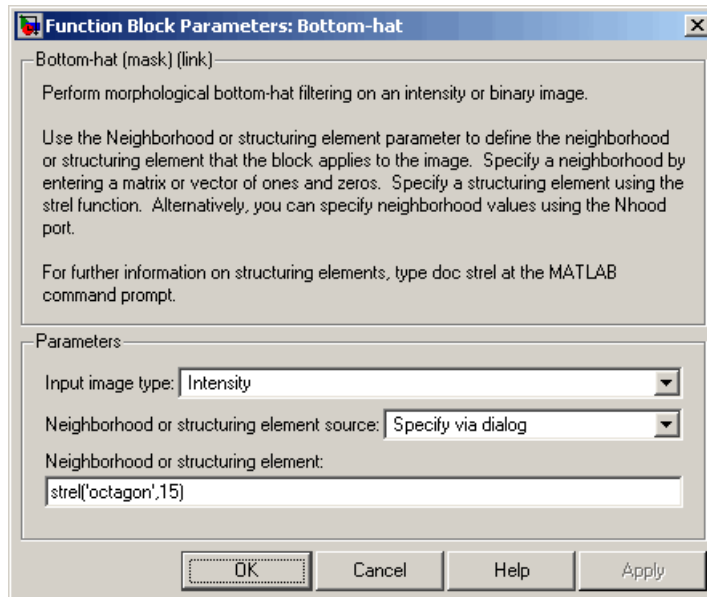 Function Block Parameters: Bottom-hat
Bottom-hat (mask) (link)
Perform morphological bottom-hat filtering on an intensity or binary image.
Use the Neighborhood or structuring element parameter to define the neighborhood
or structuring element that the block applies to the image. Specify a neighborhood by
entering a matrix or vector of ones and zeros. Specify a structuring element using the
strel function. Alternatively, you can specify neighborhood values using the Nhood
port.
For further information on structuring elements, type doc strel at the MATLAB
command prompt.
Parameters
Input image type: Intensity
Neighborhood or structuring element source: Specify via dialog
Neighborhood or structuring element:
strel('octagon',15)
OK Cancel Help Apply